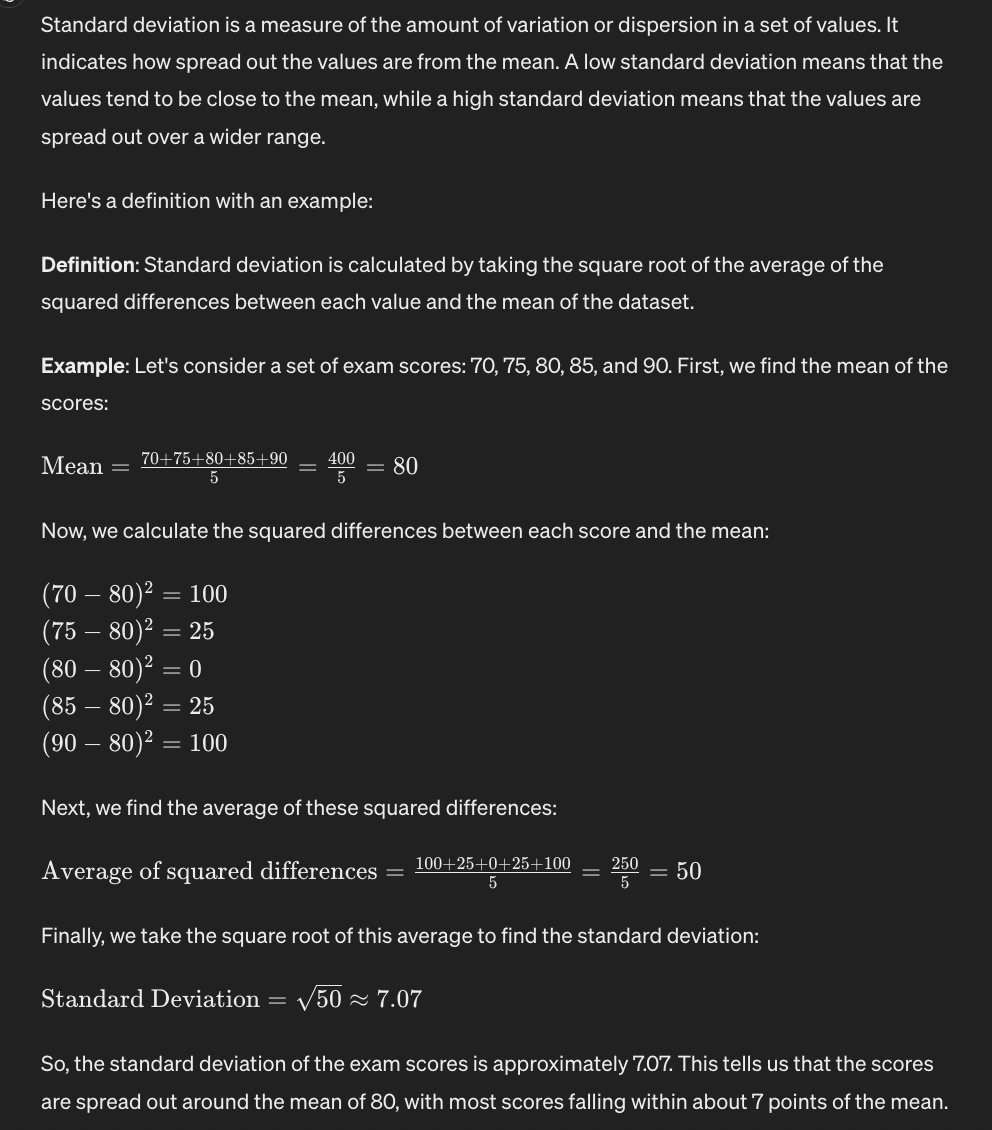 Standard deviation is a measure of the amount of variation or dispersion in a set of values. It
indicates how spread out the values are from the mean. A low standard deviation means that the
values tend to be close to the mean, while a high standard deviation means that the values are
spread out over a wider range.
Here's a definition with an example:
Definition: Standard deviation is calculated by taking the square root of the average of the
squared differences between each value and the mean of the dataset.
Example: Let's consider a set of exam scores: 70, 75, 80, 85, and 90. First, we find the mean of the
scores:
Mean = \frac{70+75+80+85+90}{5} = \frac{400}{5} = 80
Now, we calculate the squared differences between each score and the mean:
(70 − 80)² = 100
(75 − 80)² = 25
(80 − 80)² = 0
(85 − 80)² = 25
(90 − 80)² = 100
Next, we find the average of these squared differences:
Average of squared differences = \frac{100+25+0+25+100}{5} = \frac{250}{5} = 50
Finally, we take the square root of this average to find the standard deviation:
Standard Deviation = √50 ≈ 7.07
So, the standard deviation of the exam scores is approximately 7.07. This tells us that the scores
are spread out around the mean of 80, with most scores falling within about 7 points of the mean.